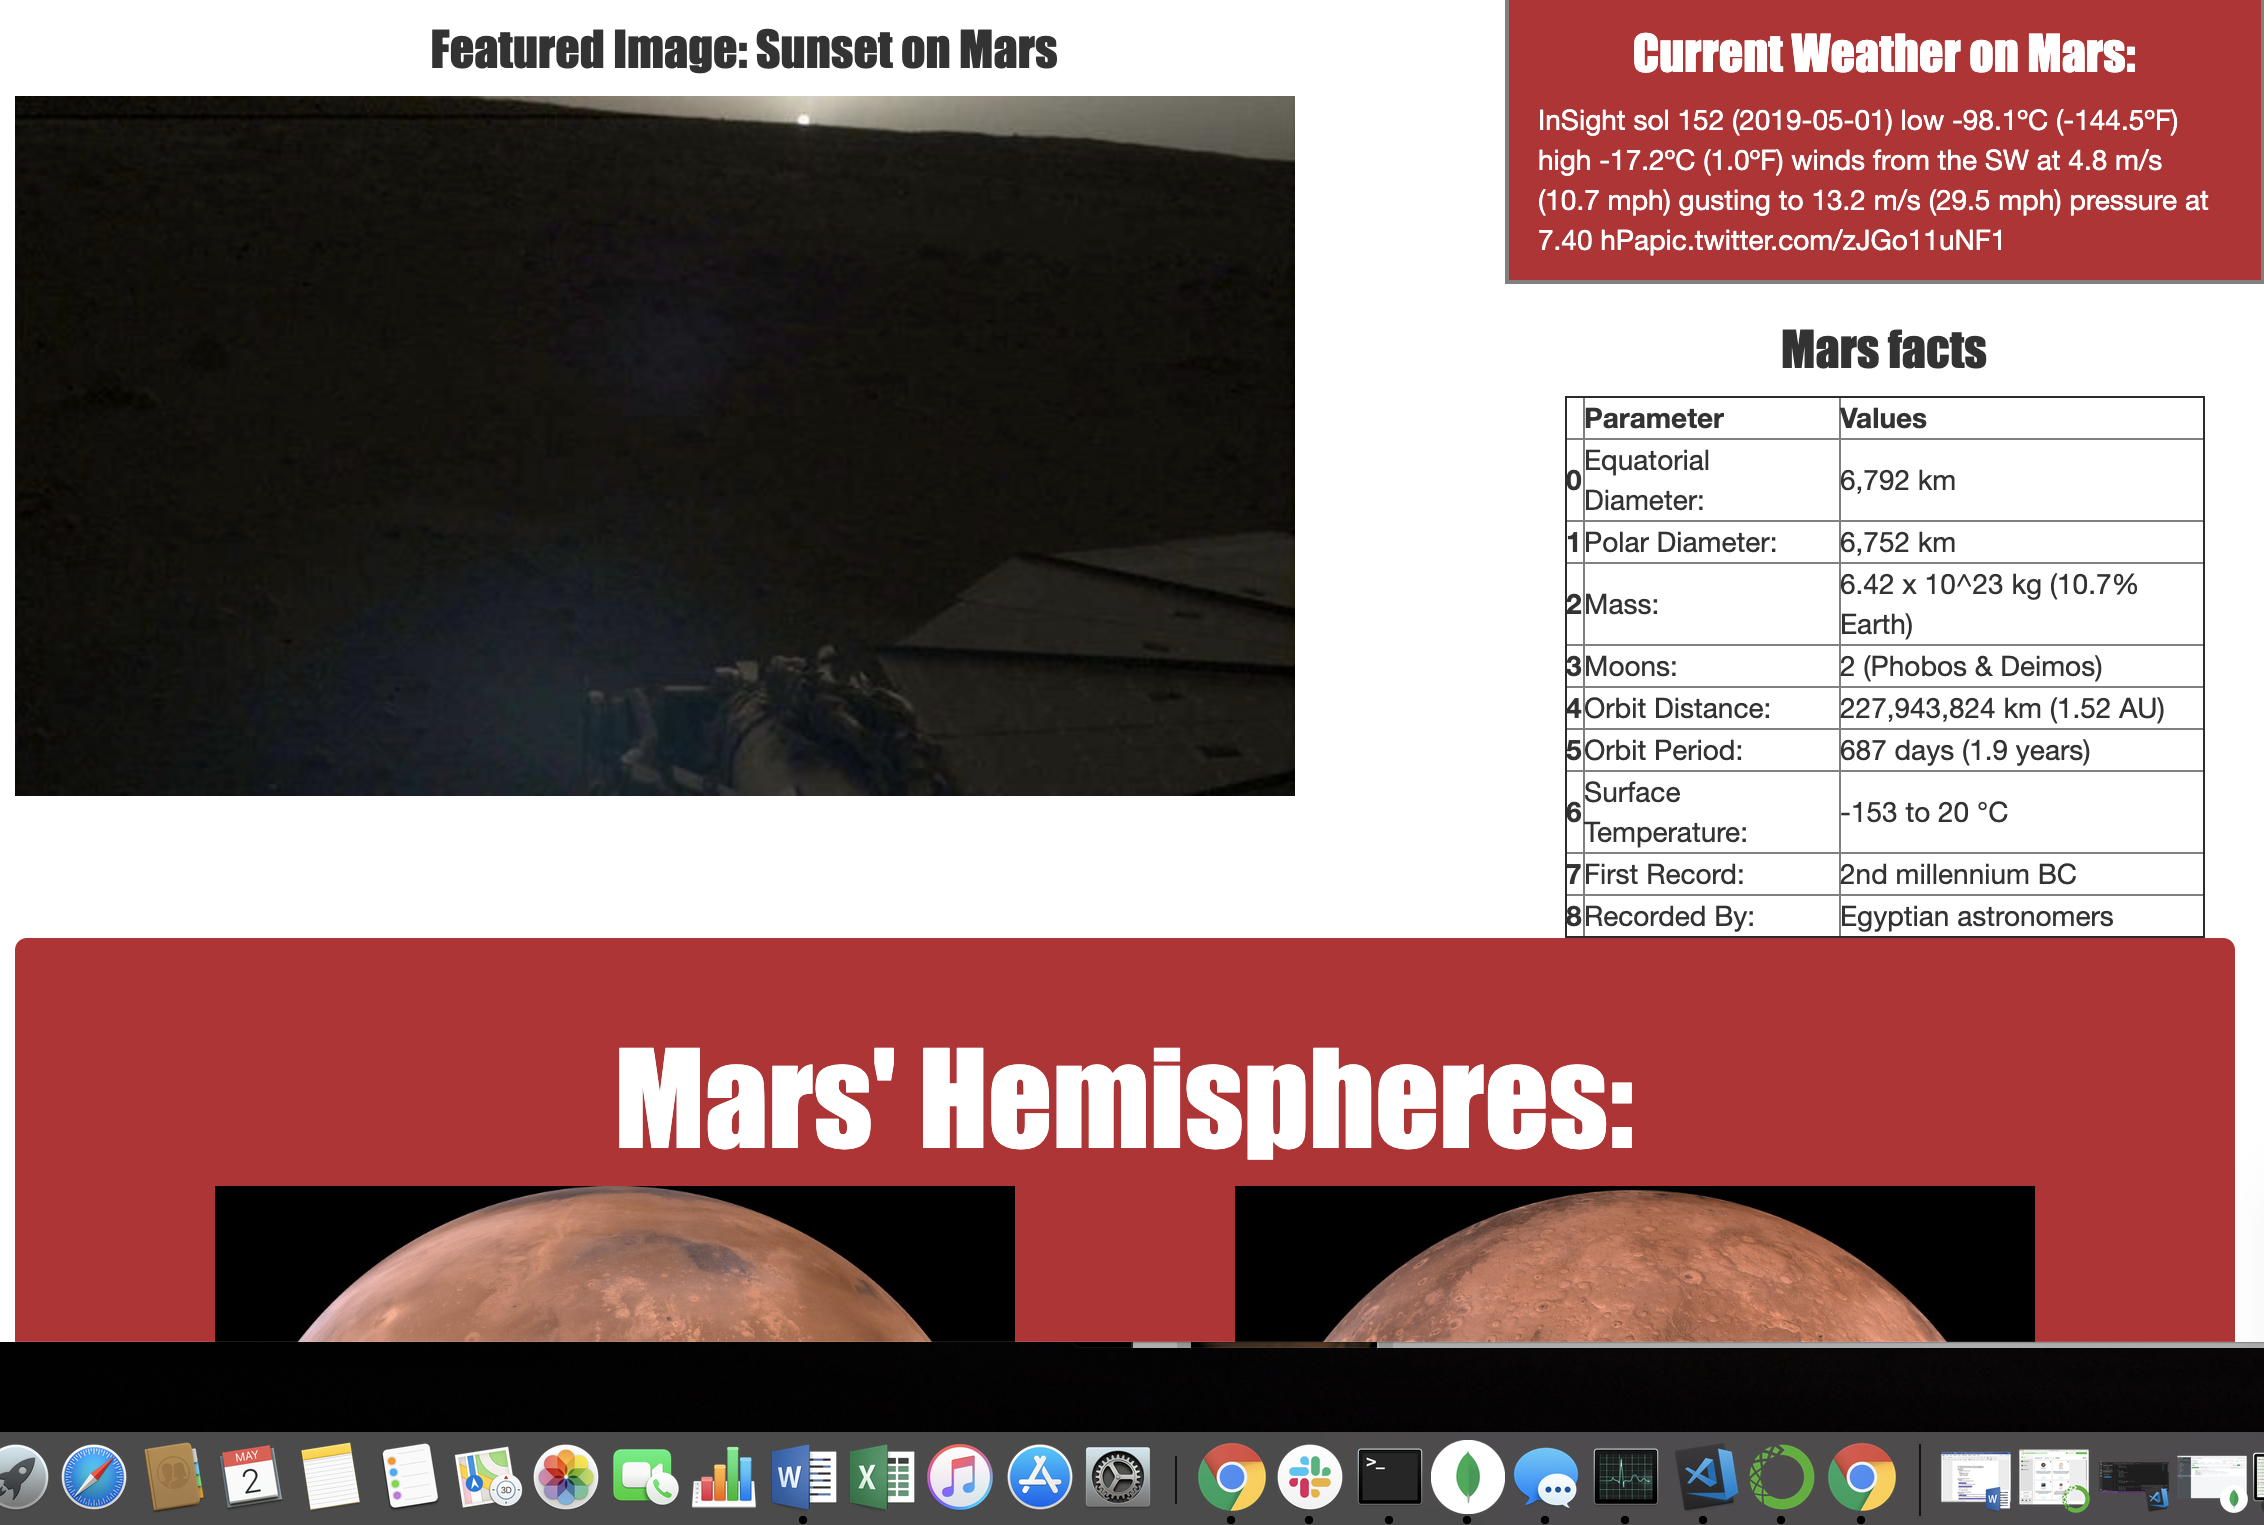 Featured Image: Sunset on Mars
Current Weather on Mars:
InSight sol 152 (2019-05-01) low -98.1ºC (-144.5ºF)
high -17.2ºC (1.0ºF) winds from the SW at 4.8 m/s
(10.7 mph) gusting to 13.2 m/s (29.5 mph) pressure at
7.40 hPapic.twitter.com/zJGo11uNF1
Mars facts
Parameter Values
0 Equatorial Diameter: 6,792 km
1 Polar Diameter: 6,752 km
2 Mass: 6.42 x 10^23 kg (10.7% Earth)
3 Moons: 2 (Phobos & Deimos)
4 Orbit Distance: 227,943,824 km (1.52 AU)
5 Orbit Period: 687 days (1.9 years)
6 Surface Temperature: -153 to 20 °C
7 First Record: 2nd millennium BC
8 Recorded By: Egyptian astronomers
Mars' Hemispheres:
MAY
2
3D
W
X
>_
W